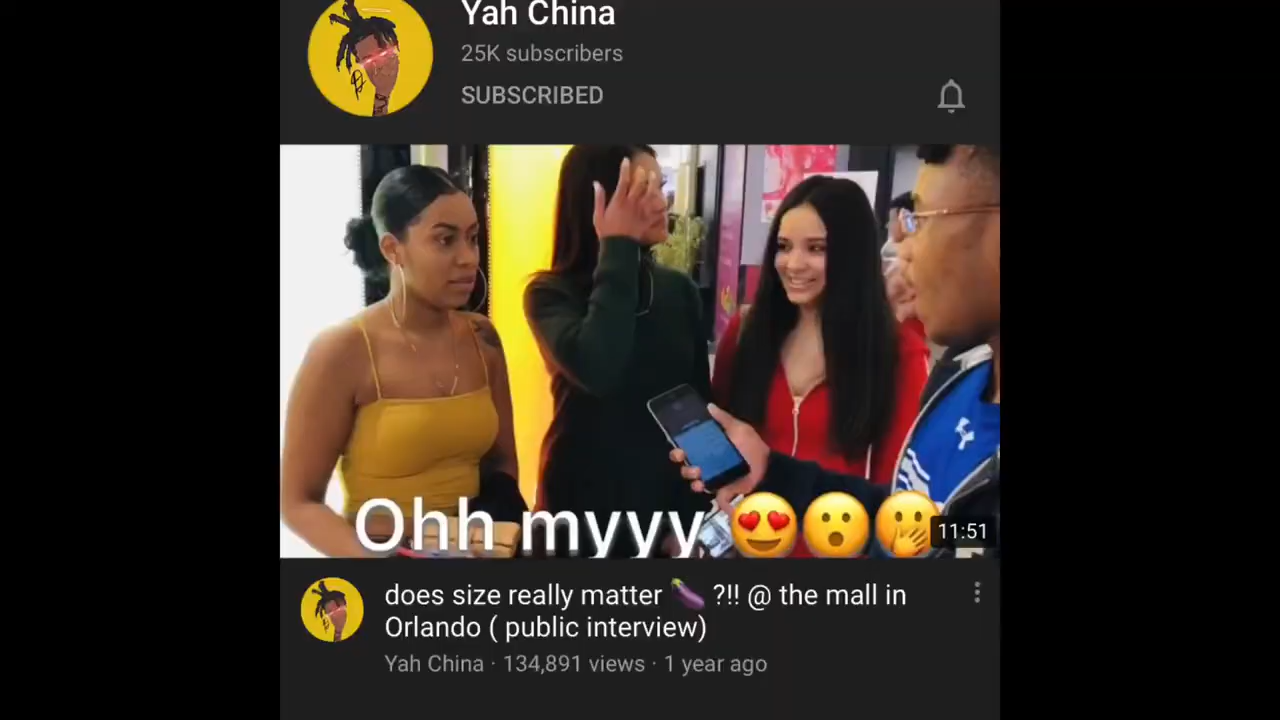 Yah China
25K subscribers
SUBSCRIBED
Ohh myyy 😍😮🤭
11:51
does size really matter 🍆 ?!! @ the mall in
Orlando ( public interview)
Yah China · 134,891 views · 1 year ago